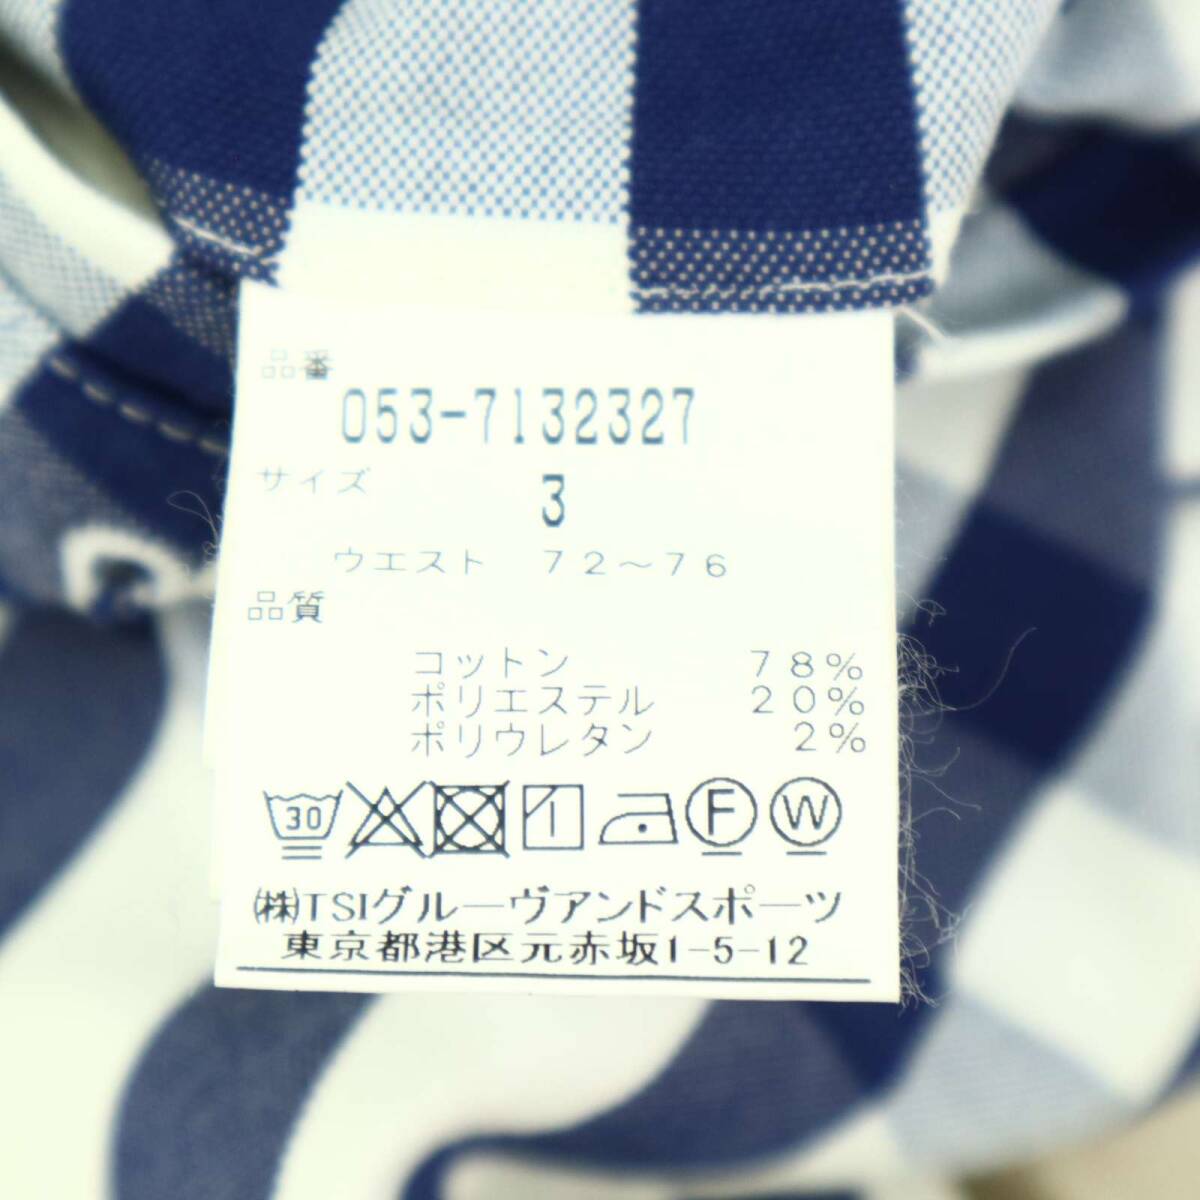 品番
053-7132327
サイズ
3
ウエスト 72～76
品質
コットン 78%
ポリエステル 20%
ポリウレタン 2%
30 F W
㈱TSIグルーヴアンドスポーツ
東京都港区元赤坂1-5-12